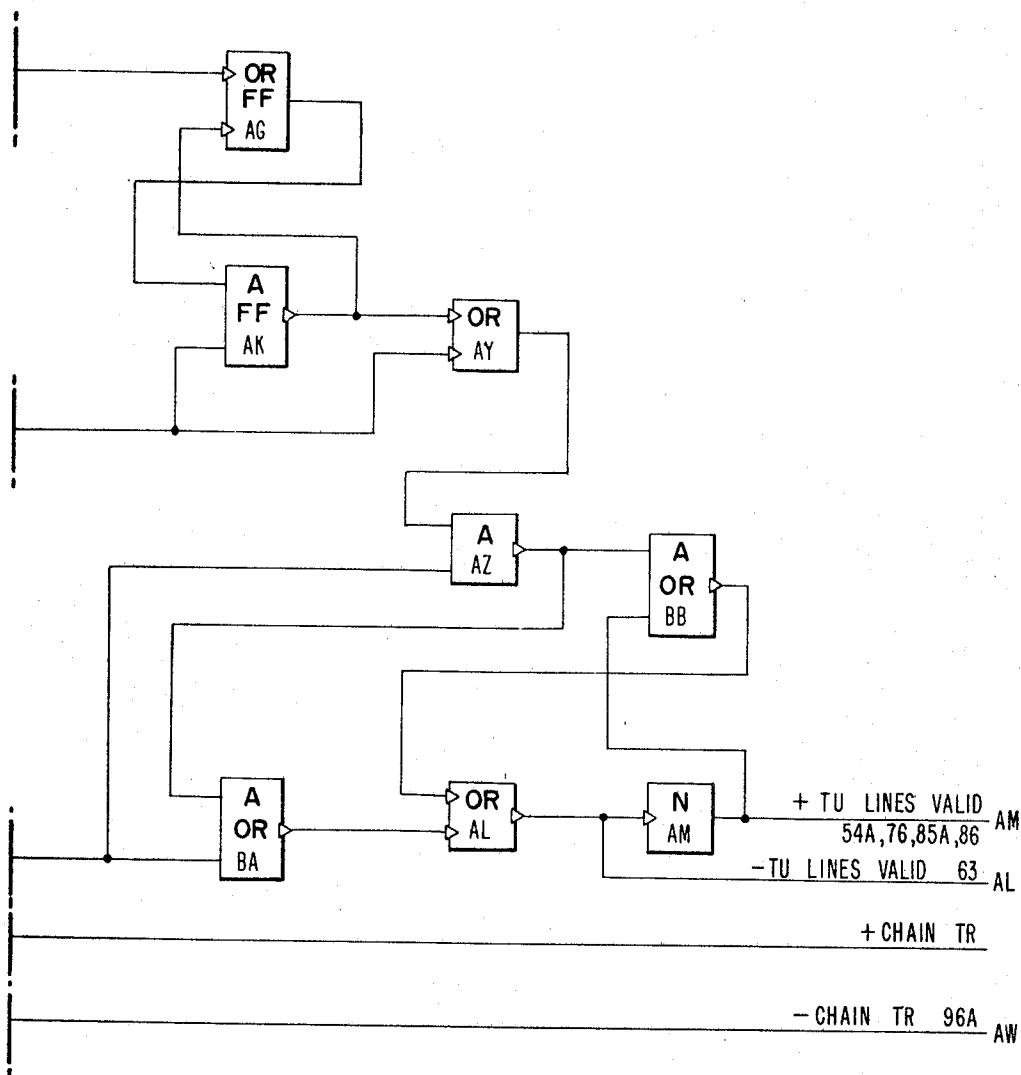 OR
FF
AG
A
FF
AK
OR
AY
A
AZ
A
OR
BB
A
OR
BA
OR
AL
N
AM
+ TU LINES VALID AM
54A,76,85A,86
-TU LINES VALID 63 AL
+CHAIN TR
-CHAIN TR 96A AW